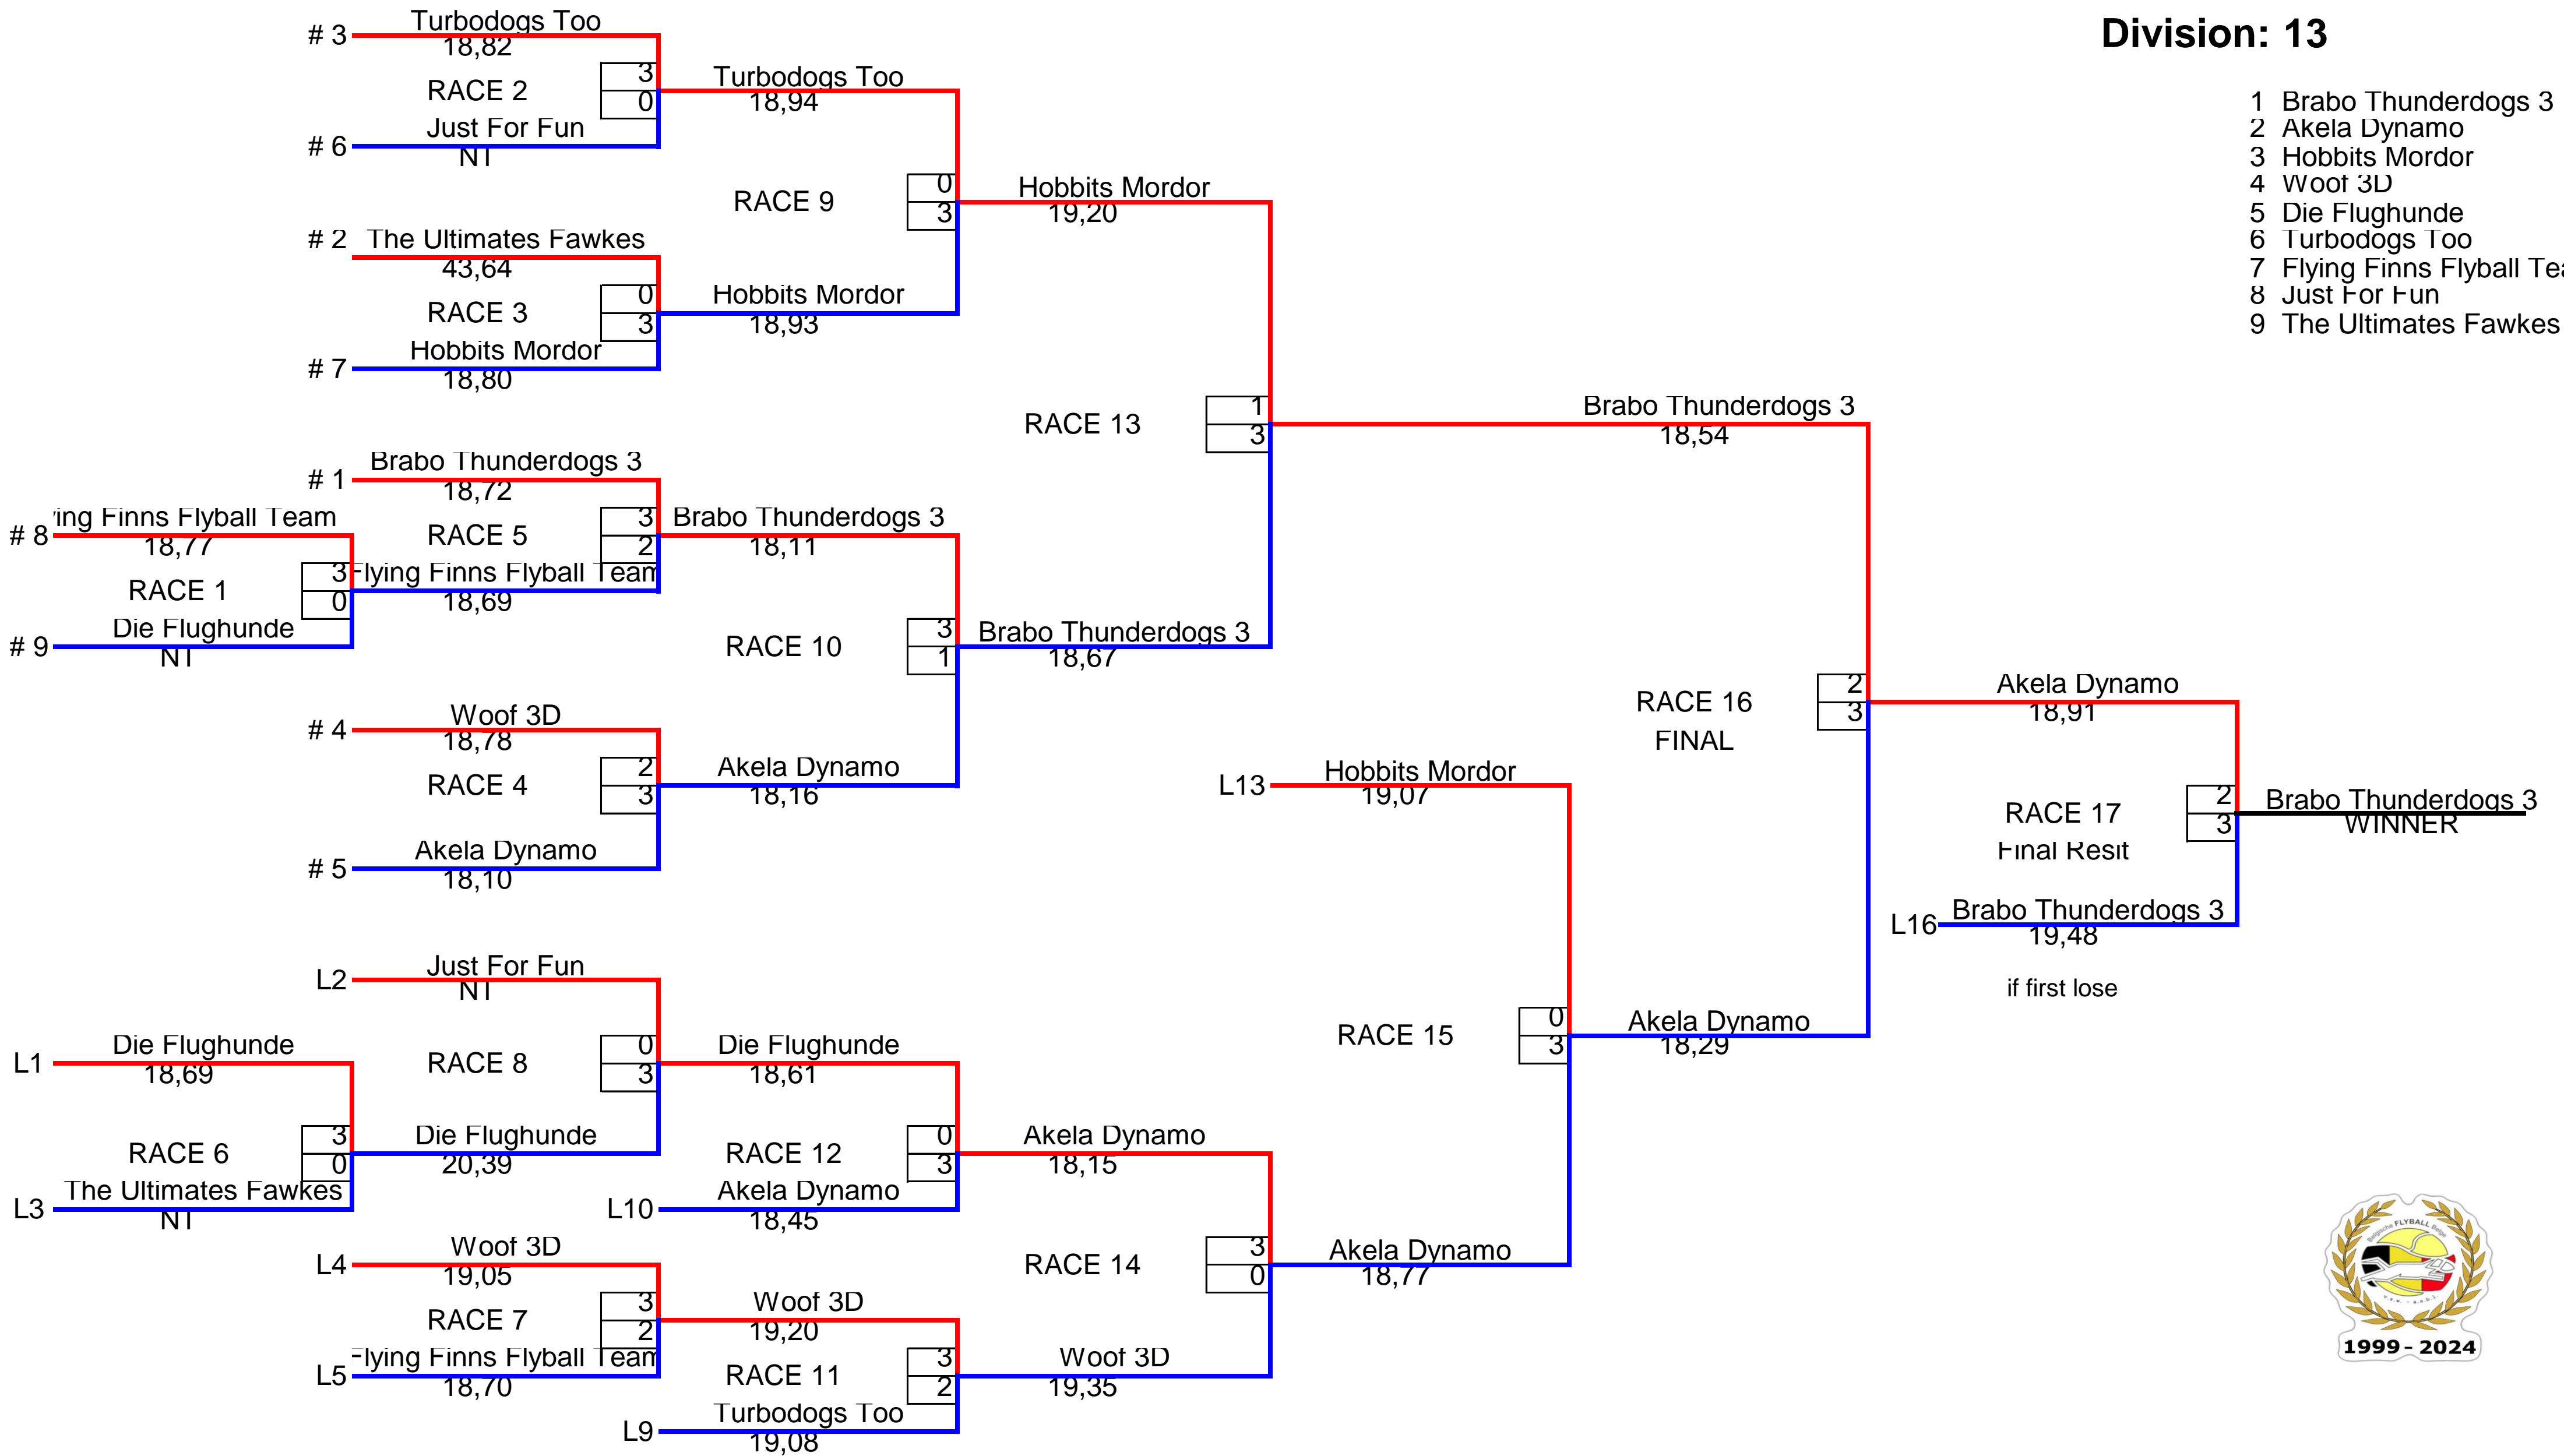 Division: 13
1 Brabo Thunderdogs 3
2 Akela Dynamo
3 Hobbits Mordor
4 Woof 3D
5 Die Flughunde
6 Turbodogs Too
7 Flying Finns Flyball Tea
8 Just For Fun
9 The Ultimates Fawkes
# 3 Turbodogs Too
18,82
RACE 2 3
0
Just For Fun
# 6 NT
Turbodogs Too
18,94
RACE 9 0
3
# 2 The Ultimates Fawkes
43,64
RACE 3 0
3
Hobbits Mordor
# 7 18,80
Hobbits Mordor
18,93
Hobbits Mordor
19,20
RACE 13 1
3
# 1 Brabo Thunderdogs 3
18,72
RACE 5 3
2
# 8 ing Finns Flyball Team
18,77
RACE 1 3
0
Die Flughunde
# 9 NT
Flying Finns Flyball Team
18,69
Brabo Thunderdogs 3
18,11
RACE 10 3
1
Brabo Thunderdogs 3
18,67
# 4 Woof 3D
18,78
RACE 4 2
3
Akela Dynamo
# 5 18,10
Akela Dynamo
18,16
Brabo Thunderdogs 3
18,54
RACE 16 2
3
FINAL
Akela Dynamo
18,91
RACE 17 2
3
Final Resit
Brabo Thunderdogs 3
WINNER
L16 Brabo Thunderdogs 3
19,48
if first lose
L13 Hobbits Mordor
19,07
RACE 15 0
3
Akela Dynamo
18,29
L2 Just For Fun
NT
RACE 8 0
3
L1 Die Flughunde
18,69
RACE 6 3
0
The Ultimates Fawkes
L3 NT
Die Flughunde
20,39
Die Flughunde
18,61
RACE 12 0
3
Akela Dynamo
L10 18,45
Akela Dynamo
18,15
RACE 14 3
0
Akela Dynamo
18,77
L4 Woof 3D
19,05
RACE 7 3
2
Flying Finns Flyball Team
L5 18,70
Woof 3D
19,20
RACE 11 3
2
Turbodogs Too
L9 19,08
Woof 3D
19,35
Belgische FLYBALL Belge
v.z.w. - a.s.b.l.
1999 - 2024